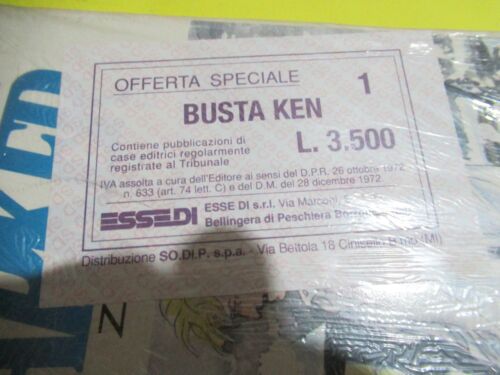 OFFERTA SPECIALE 1
BUSTA KEN
Contiene pubblicazioni di
case editrici regolarmente
registrate al Tribunale
L. 3.500
IVA assolta a cura dell'Editore ai sensi del D.P.R. 26 ottobre 1972
n. 633 (art. 74 lett. C) e del D.M. del 28 dicembre 1972.
ESSEDI
ESSE DI s.r.l. Via Marconi,
Bellingera di Peschiera
Distribuzione SO.DI.P. s.p.a. - Via Bettola 18 Cinisello (MI)
N